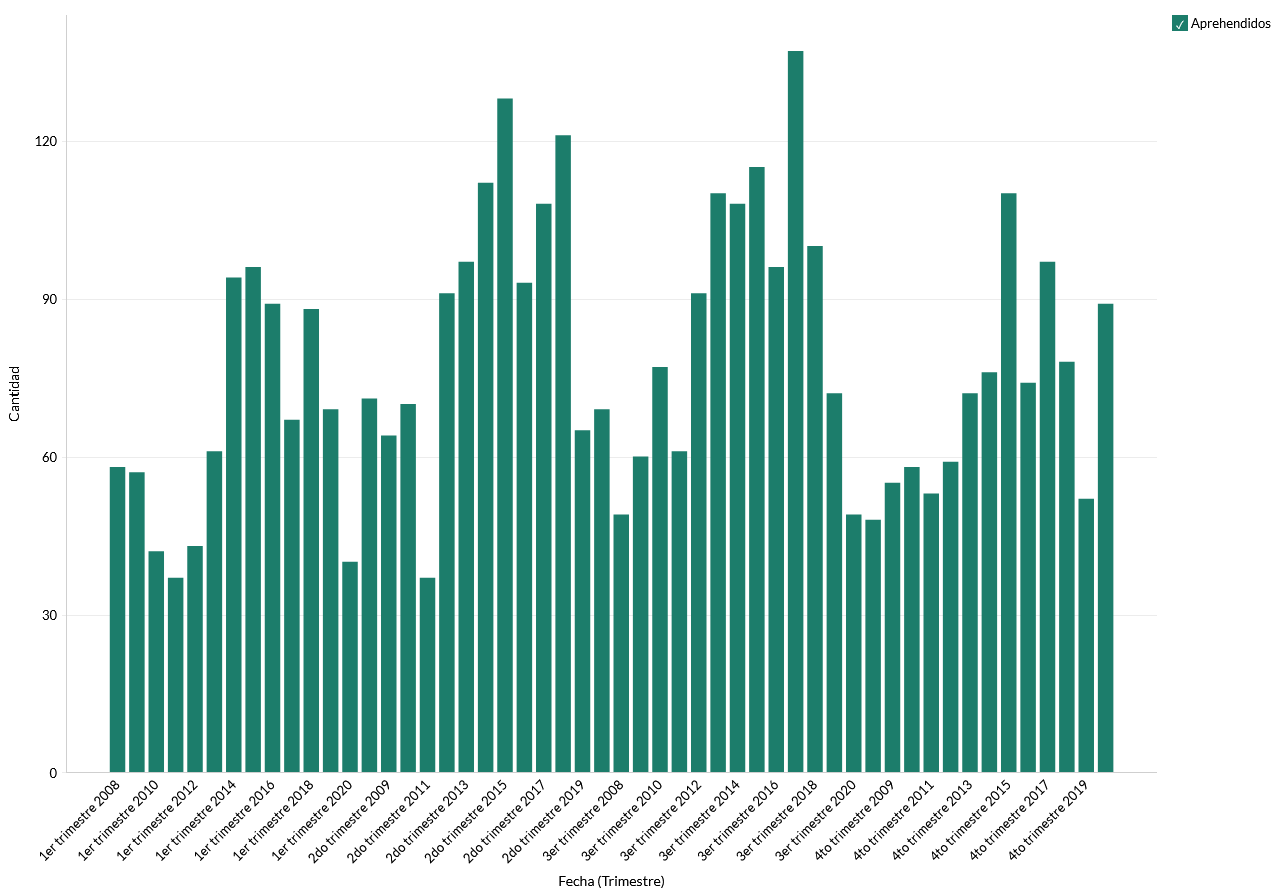 Aprehendidos
120
90
60
30
0
Cantidad
1er trimestre 2008
1er trimestre 2010
1er trimestre 2012
1er trimestre 2014
1er trimestre 2016
1er trimestre 2018
1er trimestre 2020
2do trimestre 2009
2do trimestre 2011
2do trimestre 2013
2do trimestre 2015
2do trimestre 2017
2do trimestre 2019
3er trimestre 2008
3er trimestre 2010
3er trimestre 2012
3er trimestre 2014
3er trimestre 2016
3er trimestre 2018
3er trimestre 2020
4to trimestre 2009
4to trimestre 2011
4to trimestre 2013
4to trimestre 2015
4to trimestre 2017
4to trimestre 2019
Fecha (Trimestre)